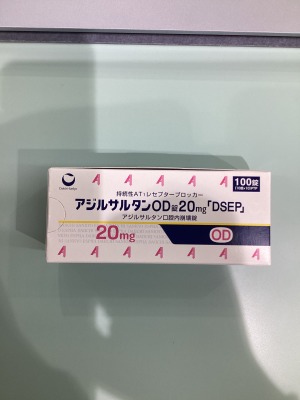 持続性AT₁レセプターブロッカー
100錠
アジルサルタンOD錠20mg「DSEP」
アジルサルタン口腔内崩壊錠
20mg
OD